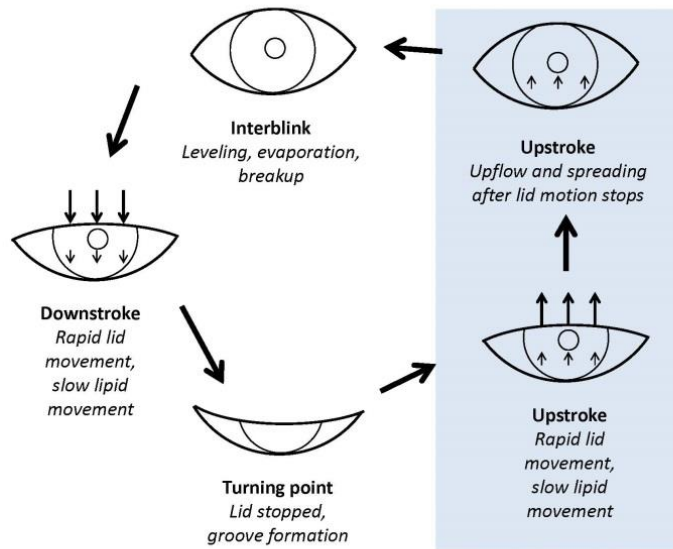 Interblink
Leveling, evaporation,
breakup
Upstroke
Upflow and spreading
after lid motion stops
Downstroke
Rapid lid
movement,
slow lipid
movement
Turning point
Lid stopped,
groove formation
Upstroke
Rapid lid
movement,
slow lipid
movement